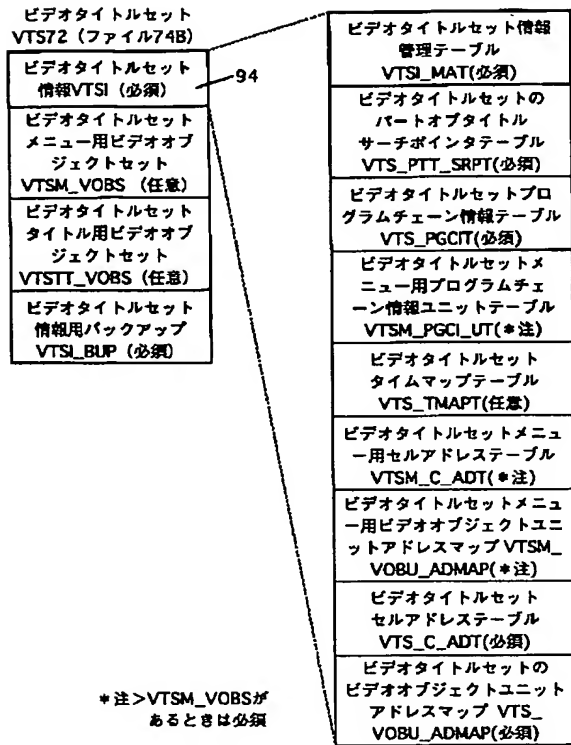 ビデオタイトルセット
VTS72(ファイル74B)
ビデオタイトルセット
情報VTSI(必須)
94
ビデオタイトルセット
メニュー用ビデオオブ
ジェクトセット
VTSM_VOBS(任意)
ビデオタイトルセット
タイトル用ビデオオブ
ジェクトセット
VTSTT_VOBS(任意)
ビデオタイトルセット
情報用バックアップ
VTSI_BUP(必須)
ビデオタイトルセット情報
管理テーブル
VTSI_MAT(必須)
ビデオタイトルセットの
パートオブタイトル
サーチポインタテーブル
VTS_PTT_SRPT(必須)
ビデオタイトルセットプロ
グラムチェーン情報テーブル
VTS_PGCIT(必須)
ビデオタイトルセットメ
ニュー用プログラムチェ
ーン情報ユニットテーブル
VTSM_PGCI_UT(*注)
ビデオタイトルセット
タイムマップテーブル
VTS_TMAPT(任意)
ビデオタイトルセットメニュ
ー用セルアドレステーブル
VTSM_C_ADT(*注)
ビデオタイトルセットメニュ
ー用ビデオオブジェクトユニ
ットアドレスマップ VTSM_
VOBU_ADMAP(*注)
ビデオタイトルセット
セルアドレステーブル
VTS_C_ADT(必須)
ビデオタイトルセットの
ビデオオブジェクトユニット
アドレスマップ VTS_
VOBU_ADMAP(必須)
*注>VTSM_VOBSが
あるときは必須